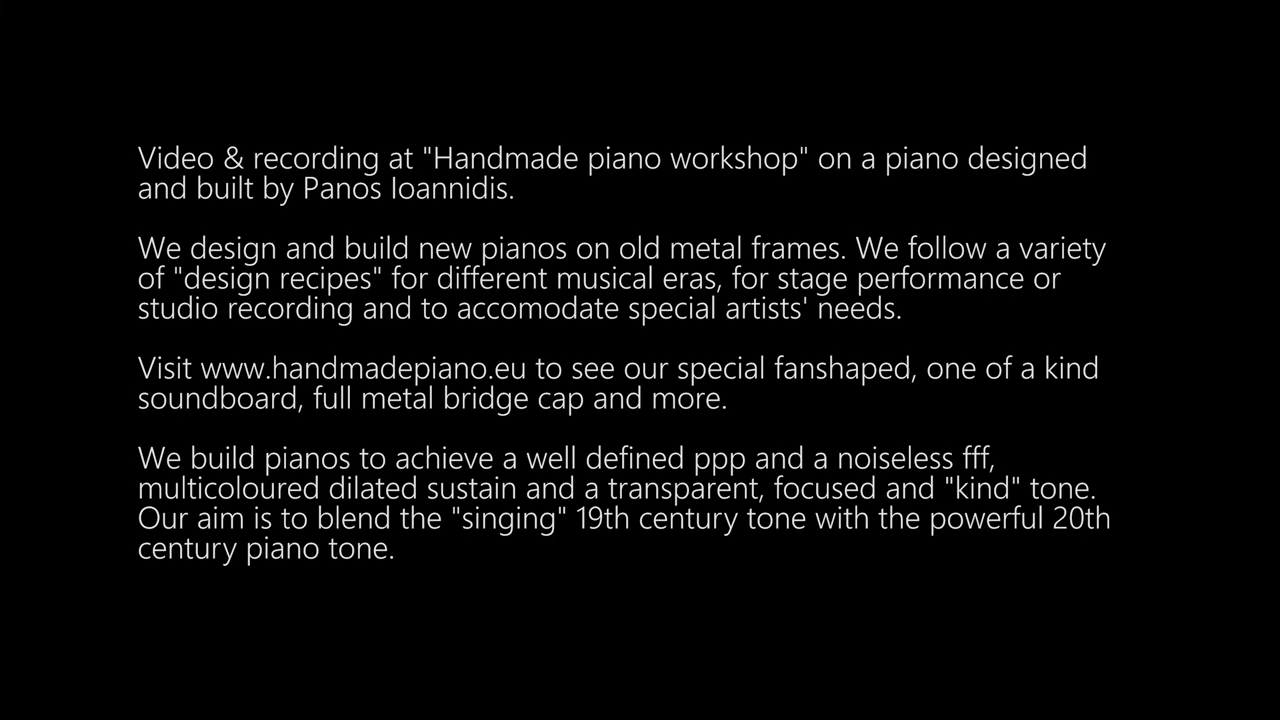 Video & recording at "Handmade piano workshop" on a piano designed
and built by Panos Ioannidis.
We design and build new pianos on old metal frames. We follow a variety
of "design recipes" for different musical eras, for stage performance or
studio recording and to accomodate special artists' needs.
Visit www.handmadepiano.eu to see our special fanshaped, one of a kind
soundboard, full metal bridge cap and more.
We build pianos to achieve a well defined ppp and a noiseless fff,
multicoloured dilated sustain and a transparent, focused and "kind" tone.
Our aim is to blend the "singing" 19th century tone with the powerful 20th
century piano tone.